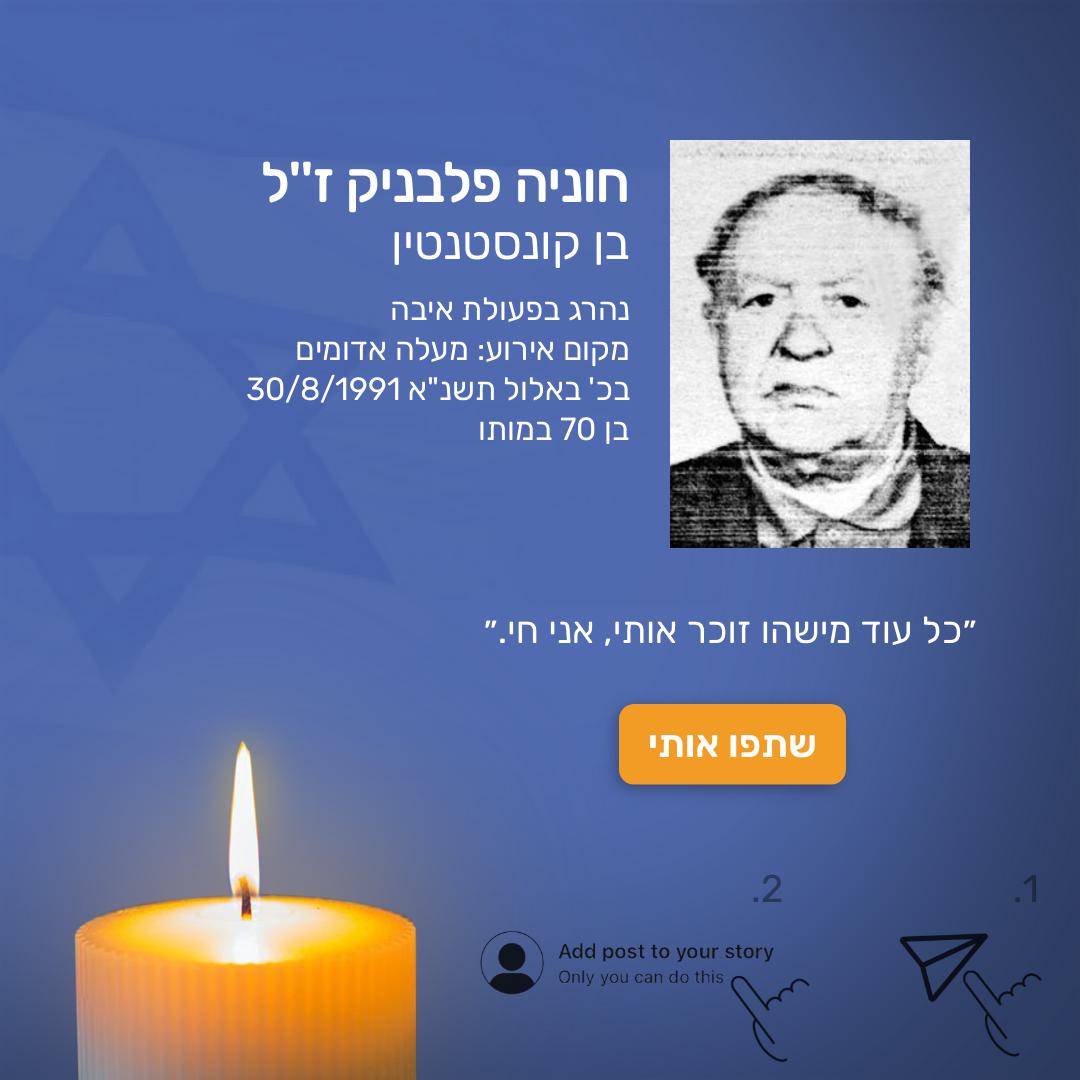 חוניה פלבניק ז"ל
בן קונסטנטין
נהרג בפעולת איבה
מקום אירוע: מעלה אדומים
בכ' באלול תשנ"א 30/8/1991
בן 70 במותו
״כל עוד מישהו זוכר אותי, אני חי.״
שתפו אותי
1.
2.
Add post to your story
Only you can do this